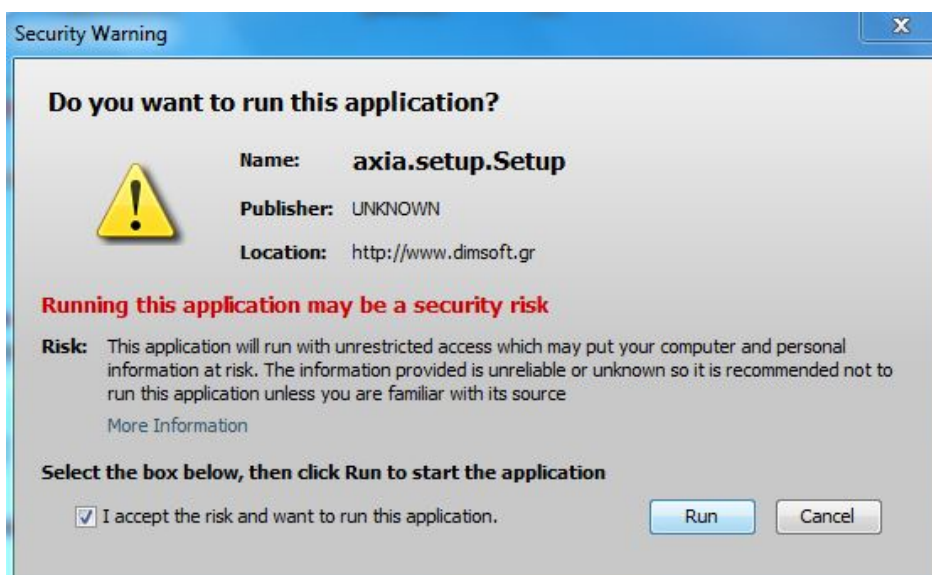 Security Warning
Do you want to run this application?
Name: axia.setup.Setup
Publisher: UNKNOWN
Location: http://www.dimsoft.gr
Running this application may be a security risk
Risk: This application will run with unrestricted access which may put your computer and personal
information at risk. The information provided is unreliable or unknown so it is recommended not to
run this application unless you are familiar with its source
More Information
Select the box below, then click Run to start the application
I accept the risk and want to run this application.
Run Cancel